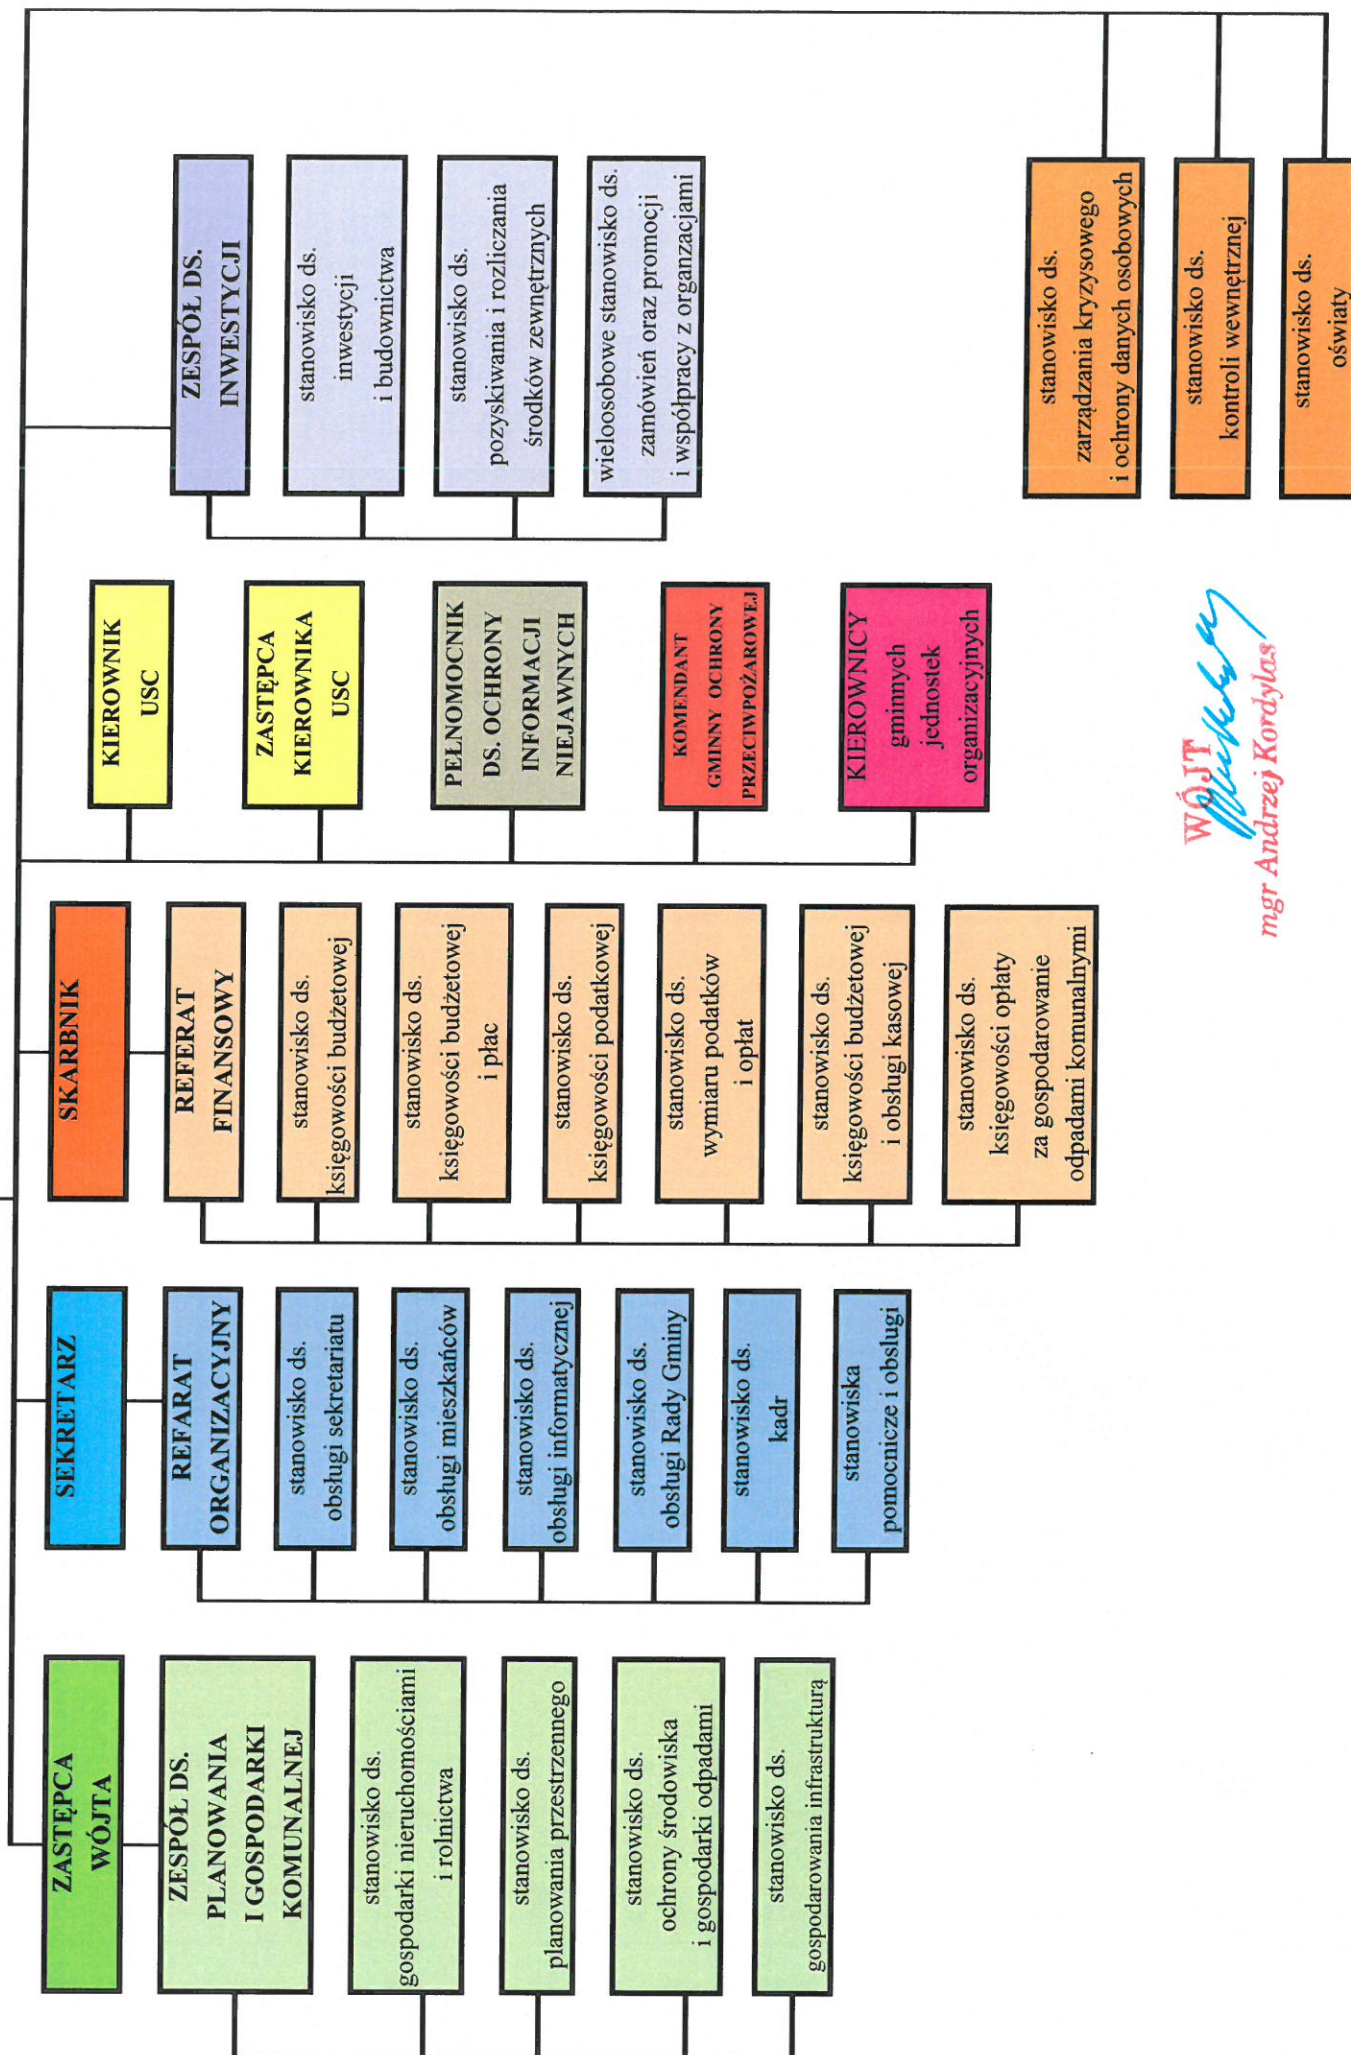 ZASTĘPCA
WÓJTA
ZESPÓŁ DS.
PLANOWANIA
I GOSPODARKI
KOMUNALNEJ
stanowisko ds.
gospodarki nieruchomościami
i rolnictwa
stanowisko ds.
planowania przestrzennego
stanowisko ds.
ochrony środowiska
i gospodarki odpadami
stanowisko ds.
gospodarowania infrastrukturą
SEKRETARZ
REFARAT
ORGANIZACYJNY
stanowisko ds.
obsługi sekretariatu
stanowisko ds.
obsługi mieszkańców
stanowisko ds.
obsługi informatycznej
stanowisko ds.
obsługi Rady Gminy
stanowisko ds.
kadr
stanowiska
pomocnicze i obsługi
SKARBNIK
REFERAT
FINANSOWY
stanowisko ds.
księgowości budżetowej
stanowisko ds.
księgowości budżetowej
i płac
stanowisko ds.
księgowości podatkowej
stanowisko ds.
wymiaru podatków
i opłat
stanowisko ds.
księgowości budżetowej
i obsługi kasowej
stanowisko ds.
księgowości opłaty
za gospodarowanie
odpadami komunalnymi
KIEROWNIK
USC
ZASTĘPCA
KIEROWNIKA
USC
PEŁNOMOCNIK
DS. OCHRONY
INFORMACJI
NIEJAWNYCH
KOMENDANT
GMINNY OCHRONY
PRZECIWPOŻAROWEJ
KIEROWNICY
gminnych
jednostek
organizacyjnych
ZESPÓŁ DS.
INWESTYCJI
stanowisko ds.
inwestycji
i budownictwa
stanowisko ds.
pozyskiwania i rozliczania
środków zewnętrznych
wieloosobowe stanowisko ds.
zamówień oraz promocji
i współpracy z organzacjami
stanowisko ds.
zarządzania kryzysowego
i ochrony danych osobowych
stanowisko ds.
kontroli wewnętrznej
stanowisko ds.
oświaty
WÓJT
mgr Andrzej Kordylas